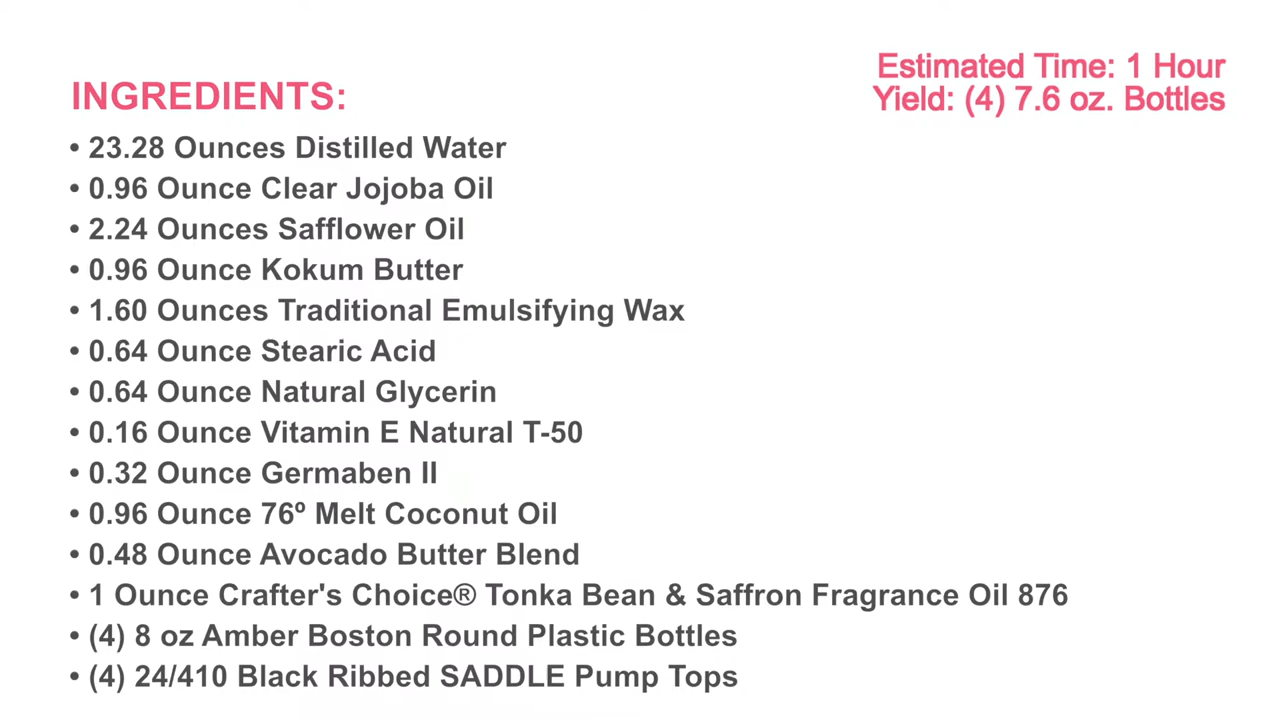 Estimated Time: 1 Hour
Yield: (4) 7.6 oz. Bottles
INGREDIENTS:
• 23.28 Ounces Distilled Water
• 0.96 Ounce Clear Jojoba Oil
• 2.24 Ounces Safflower Oil
• 0.96 Ounce Kokum Butter
• 1.60 Ounces Traditional Emulsifying Wax
• 0.64 Ounce Stearic Acid
• 0.64 Ounce Natural Glycerin
• 0.16 Ounce Vitamin E Natural T-50
• 0.32 Ounce Germaben II
• 0.96 Ounce 76º Melt Coconut Oil
• 0.48 Ounce Avocado Butter Blend
• 1 Ounce Crafter's Choice® Tonka Bean & Saffron Fragrance Oil 876
• (4) 8 oz Amber Boston Round Plastic Bottles
• (4) 24/410 Black Ribbed SADDLE Pump Tops